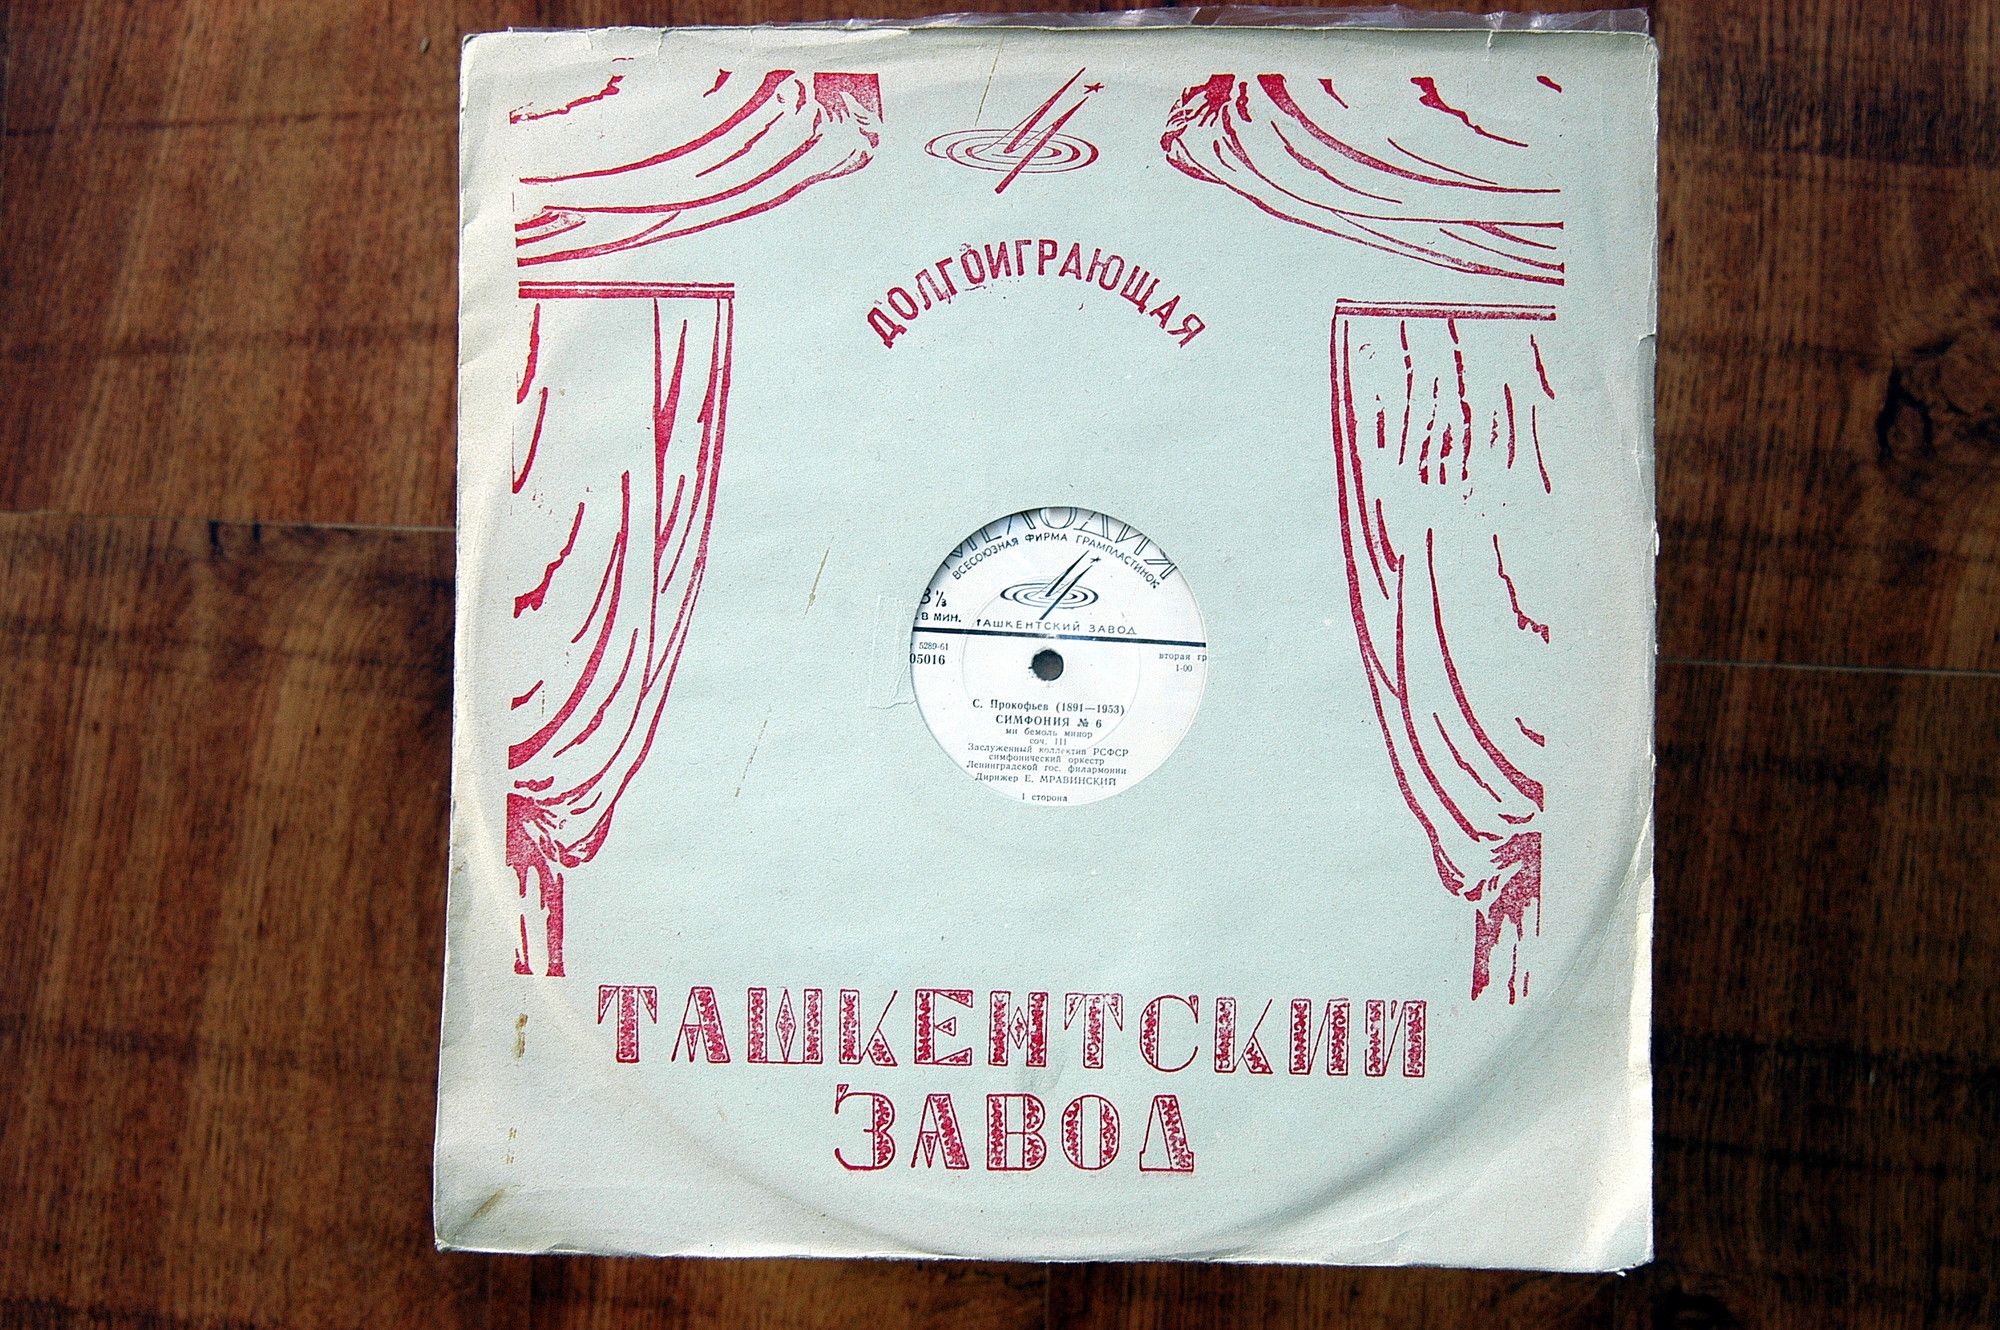 ДОЛГОИГРАЮЩАЯ
МЕЛОДИЯ
ВСЕСОЮЗНАЯ ФИРМА ГРАМПЛАСТИНОК
3⅓
В МИН.
ТАШКЕНТСКИЙ ЗАВОД
5289-61
05016
вторая гр
1-00
С. Прокофьев (1891—1953)
СИМФОНИЯ № 6
ми бемоль минор
соч. 111
Заслуженный коллектив РСФСР
симфонический оркестр
Ленинградской гос. филармонии
Дирижер Е. МРАВИНСКИЙ
1 сторона
ТАШКЕНТСКИЙ
ЗАВОД